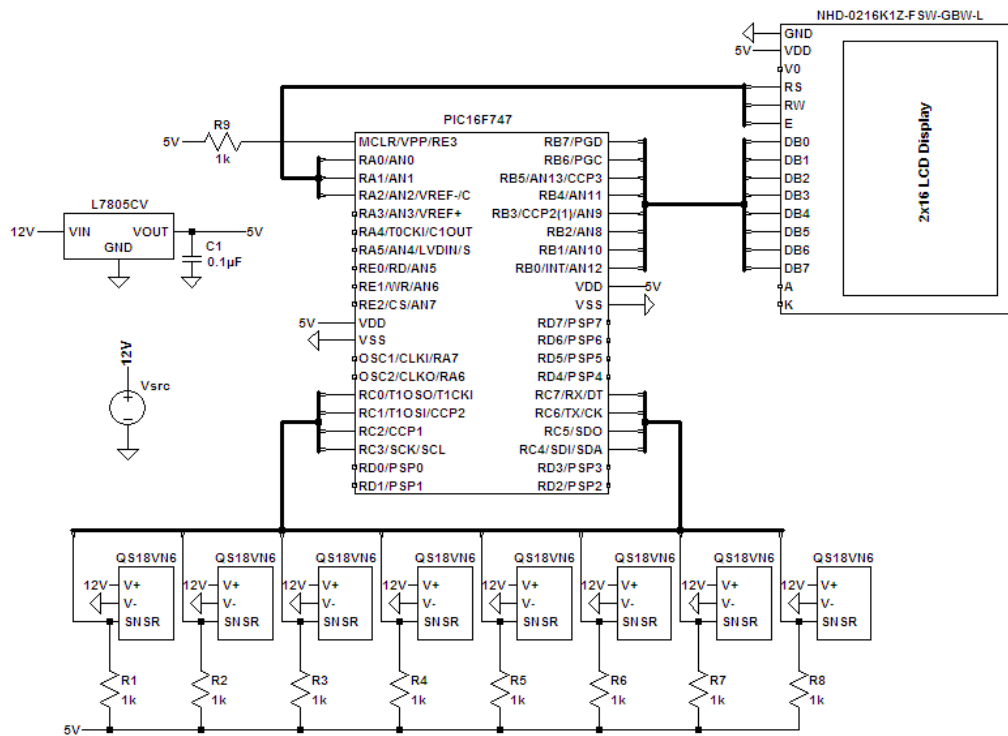 NHD-0216K1Z-FSW-GBW-L
GND
5V VDD
V0
RS
RW
E
DB0
DB1
DB2
DB3
DB4
DB5
DB6
DB7
A
K
2x16 LCD Display
PIC16F747
R9
5V
1k
MCLR/VPP/RE3
RA0/AN0
RA1/AN1
RA2/AN2/VREF-/C
RA3/AN3/VREF+
RA4/T0CKI/C1OUT
RA5/AN4/LVDIN/S
RE0/RD/AN5
RE1/WR/AN6
RE2/CS/AN7
5V VDD
VSS
OSC1/CLKI/RA7
OSC2/CLKO/RA6
RC0/T1OSO/T1CKI
RC1/T1OSI/CCP2
RC2/CCP1
RC3/SCK/SCL
RD0/PSP0
RD1/PSP1
RB7/PGD
RB6/PGC
RB5/AN13/CCP3
RB4/AN11
RB3/CCP2(1)/AN9
RB2/AN8
RB1/AN10
RB0/INT/AN12
VDD 5V
VSS
RD7/PSP7
RD6/PSP6
RD5/PSP5
RD4/PSP4
RC7/RX/DT
RC6/TX/CK
RC5/SDO
RC4/SDI/SDA
RD3/PSP3
RD2/PSP2
L7805CV
12V VIN VOUT 5V
GND
C1
0.1µF
12V
Vsrc
QS18VN6 QS18VN6 QS18VN6 QS18VN6 QS18VN6 QS18VN6 QS18VN6 QS18VN6
12V V+ 12V V+ 12V V+ 12V V+ 12V V+ 12V V+ 12V V+ 12V V+
V- V- V- V- V- V- V- V-
SNSR SNSR SNSR SNSR SNSR SNSR SNSR SNSR
R1 R2 R3 R4 R5 R6 R7 R8
1k 1k 1k 1k 1k 1k 1k 1k
5V